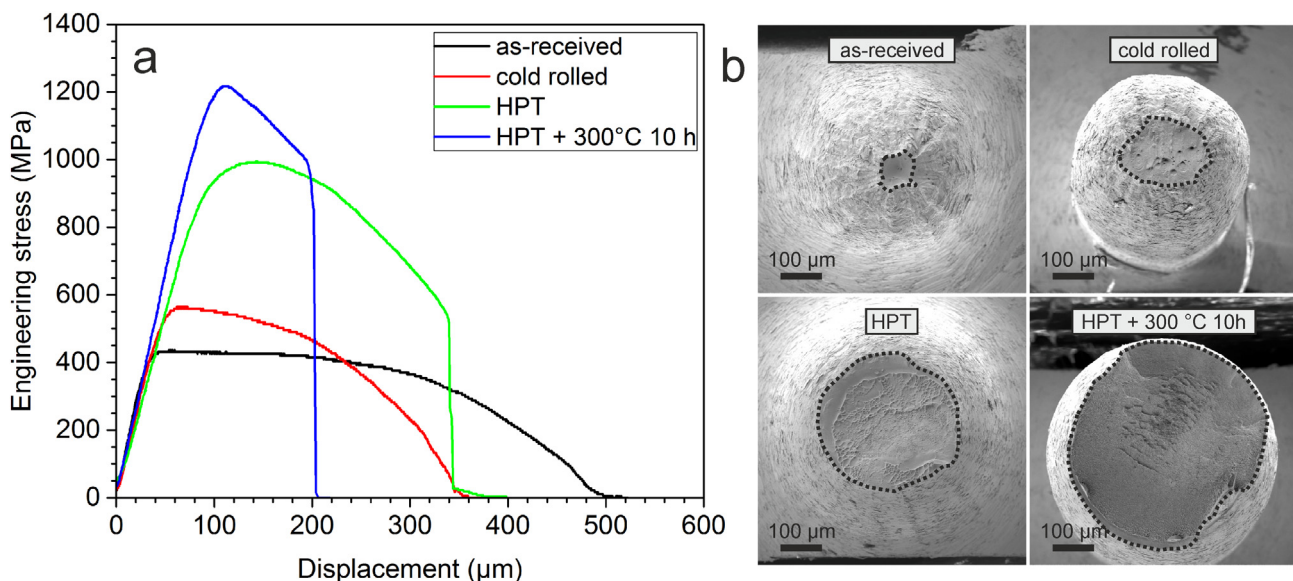 a
Engineering stress (MPa)
1400
1200
1000
800
600
400
200
0
0 100 200 300 400 500 600
Displacement (µm)
as-received
cold rolled
HPT
HPT + 300°C 10 h
b
as-received
100 µm
cold rolled
100 µm
HPT
100 µm
HPT + 300 °C 10h
100 µm